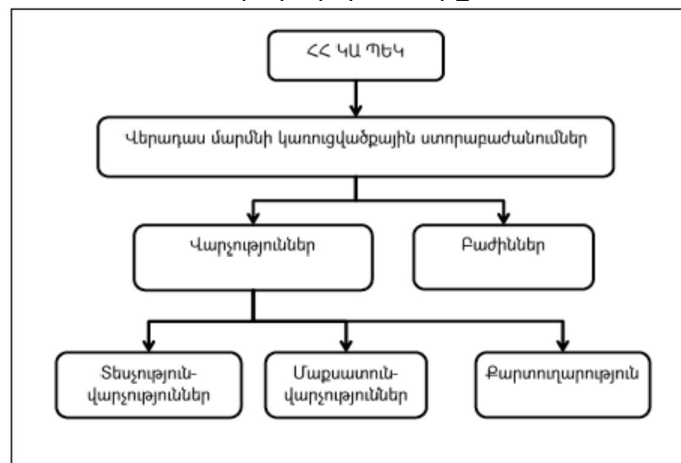 ՀՀ ԿԱ ՊԵԿ
Վերադաս մարմնի կառուցվածքային ստորաբաժանումներ
Վարչություններ
Բաժիններ
Տեսչություն-
վարչություններ
Մաքսատուն-
վարչություններ
Քարտուղարություն